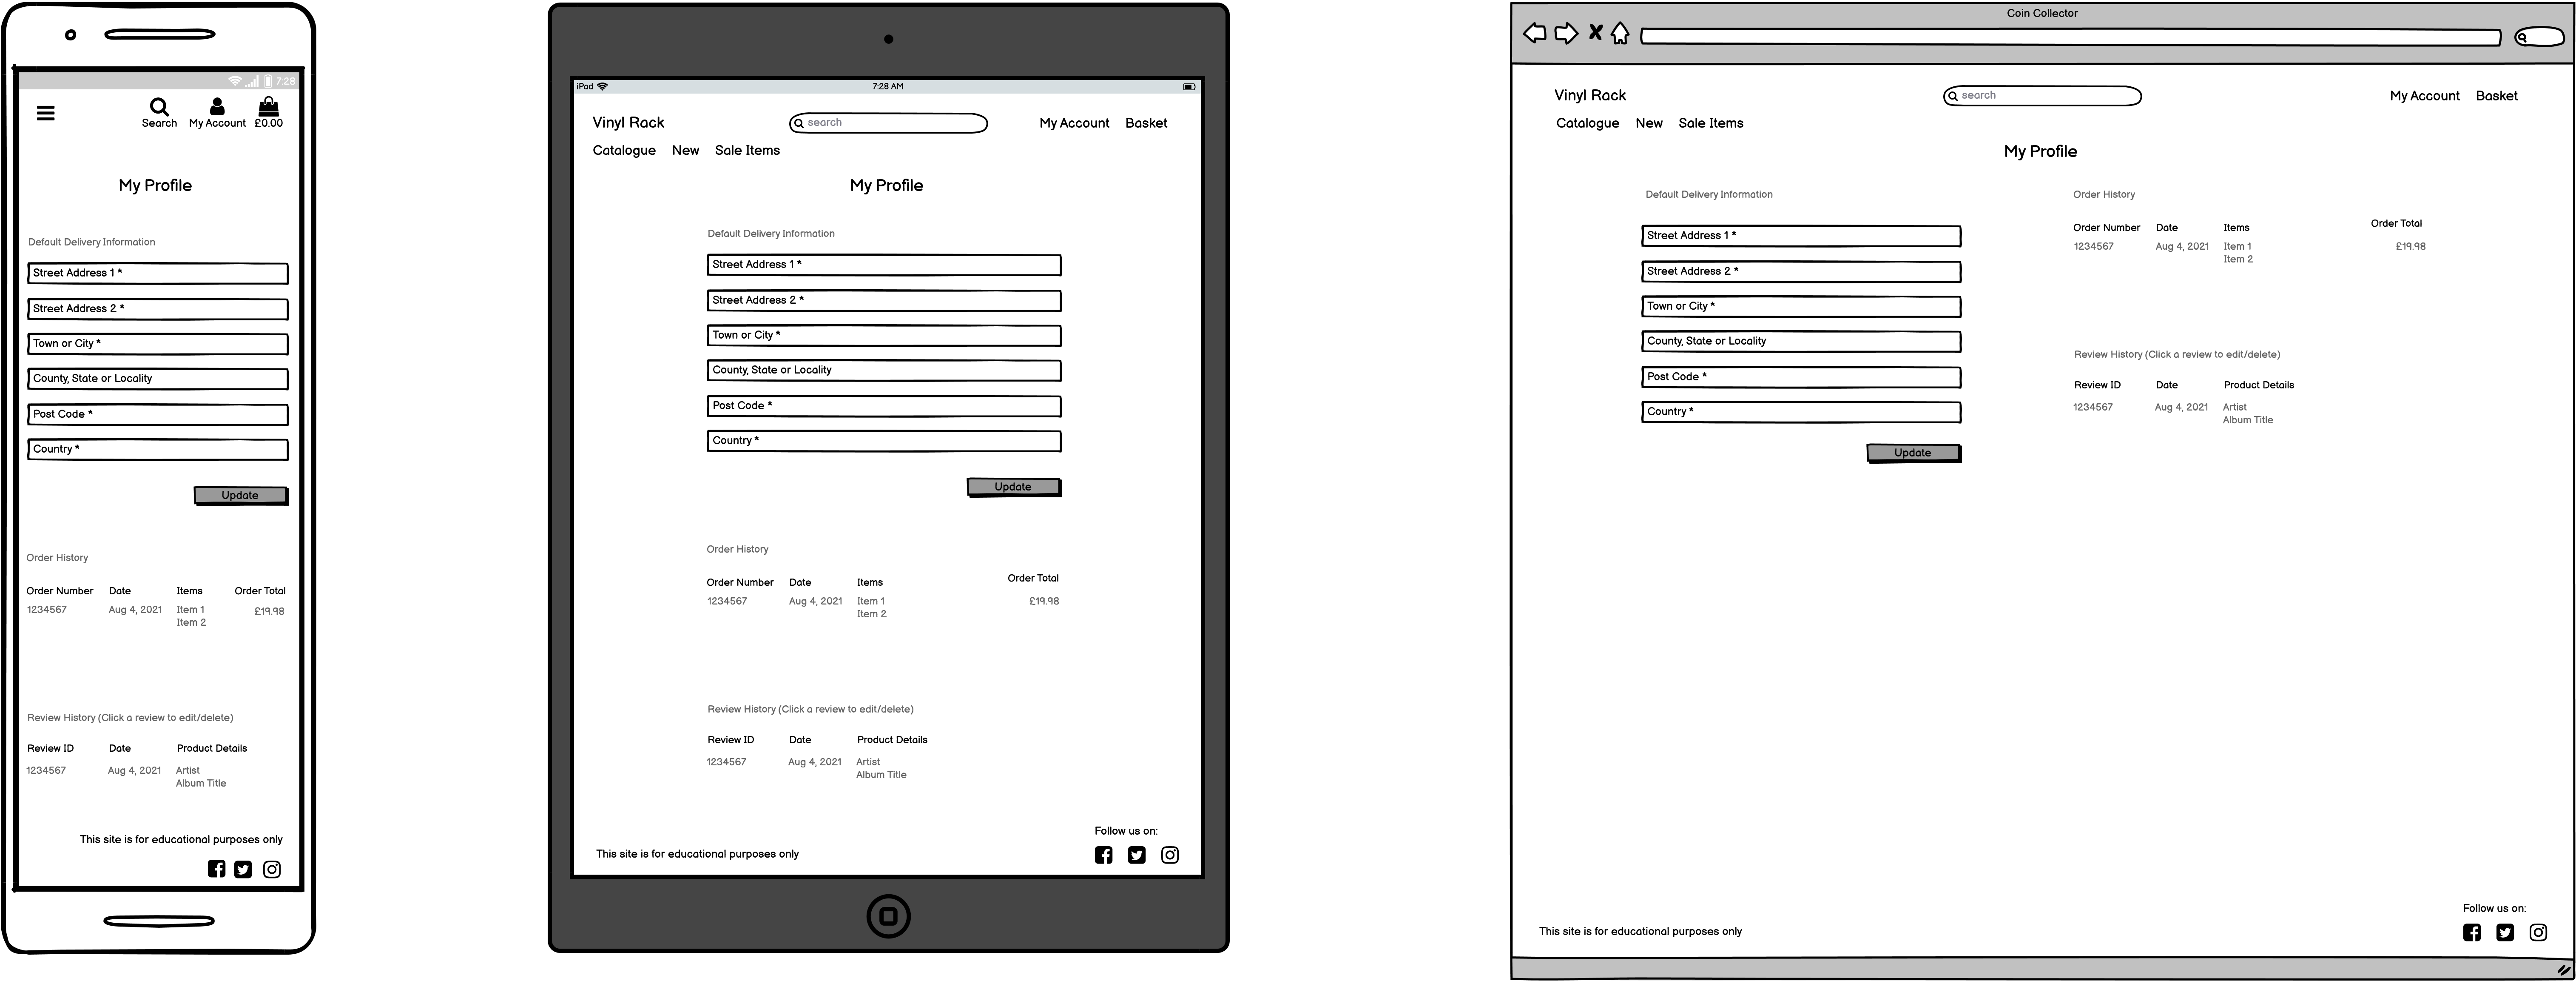 7:28
Search My Account £0.00
My Profile
Default Delivery Information
Street Address 1 *
Street Address 2 *
Town or City *
County, State or Locality
Post Code *
Country *
Update
Order History
Order Number Date Items Order Total
1234567 Aug 4, 2021 Item 1 £19.98
Item 2
Review History (Click a review to edit/delete)
Review ID Date Product Details
1234567 Aug 4, 2021 Artist
Album Title
This site is for educational purposes only
iPad 7:28 AM
Vinyl Rack search My Account Basket
Catalogue New Sale Items
My Profile
Default Delivery Information
Street Address 1 *
Street Address 2 *
Town or City *
County, State or Locality
Post Code *
Country *
Update
Order History
Order Number Date Items Order Total
1234567 Aug 4, 2021 Item 1 £19.98
Item 2
Review History (Click a review to edit/delete)
Review ID Date Product Details
1234567 Aug 4, 2021 Artist
Album Title
Follow us on:
This site is for educational purposes only
Coin Collector
Vinyl Rack search My Account Basket
Catalogue New Sale Items
My Profile
Default Delivery Information
Street Address 1 *
Street Address 2 *
Town or City *
County, State or Locality
Post Code *
Country *
Update
Order History
Order Number Date Items Order Total
1234567 Aug 4, 2021 Item 1 £19.98
Item 2
Review History (Click a review to edit/delete)
Review ID Date Product Details
1234567 Aug 4, 2021 Artist
Album Title
Follow us on:
This site is for educational purposes only